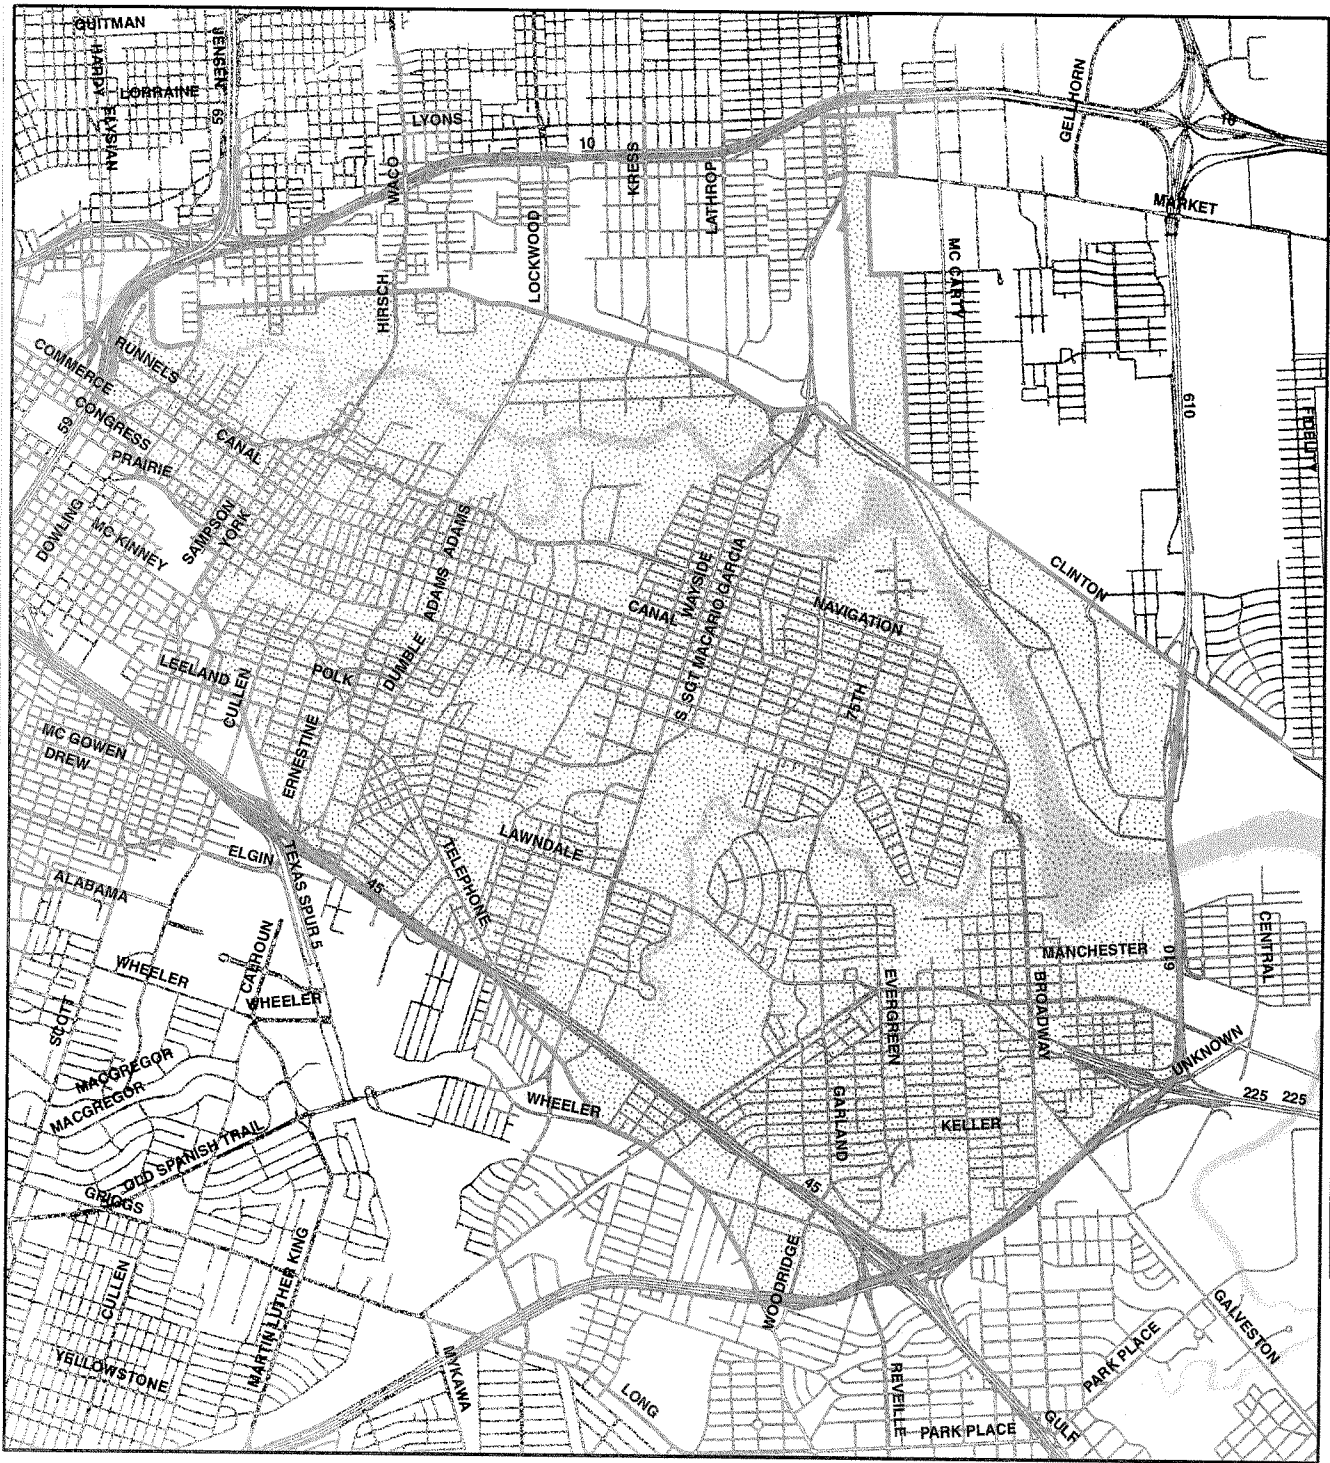 QUITMAN
HARDY
JENSEN
LORRAINE
59
ELYSIAN
LYONS
10
GELLHORN
10
WACO
KRESS
LATHROP
MARKET
LOCKWOOD
HIRSCH
MC CARTY
RUNNELS
COMMERCE
CONGRESS
59
CANAL
PRAIRIE
610
FIDELITY
DOWLING
MC KINNEY
SAMPSON
YORK
ADAMS
ADAMS
DUMBLE
WAYSIDE
S. SGT MACARIO GARCIA
CANAL
NAVIGATION
CLINTON
LEELAND
CULLEN
POLK
75TH
MC GOWEN
DREW
ERNESTINE
ELGIN
TEXAS SPUR 5
45
TELEPHONE
LAWNDALE
ALABAMA
CALHOUN
WHEELER
WHEELER
SCOTT
MANCHESTER
610
CENTRAL
EVERGREEN
BROADWAY
UNKNOWN
225
225
MACGREGOR
MACGREGOR
OLD SPANISH TRAIL
GRIGGS
WHEELER
GARLAND
KELLER
45
CULLEN
MARTIN LUTHER KING
WOODRIDGE
GALVESTON
YELLOWSTONE
MYKAWA
LONG
REVEILLE
PARK PLACE
PARK PLACE
GULF